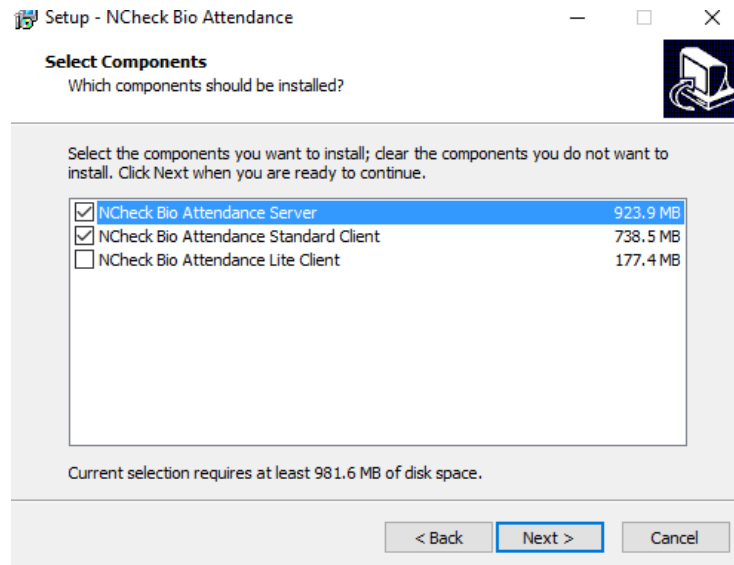 Setup - NCheck Bio Attendance
Select Components
Which components should be installed?
Select the components you want to install; clear the components you do not want to
install. Click Next when you are ready to continue.
NCheck Bio Attendance Server 923.9 MB
NCheck Bio Attendance Standard Client 738.5 MB
NCheck Bio Attendance Lite Client 177.4 MB
Current selection requires at least 981.6 MB of disk space.
< Back Next > Cancel